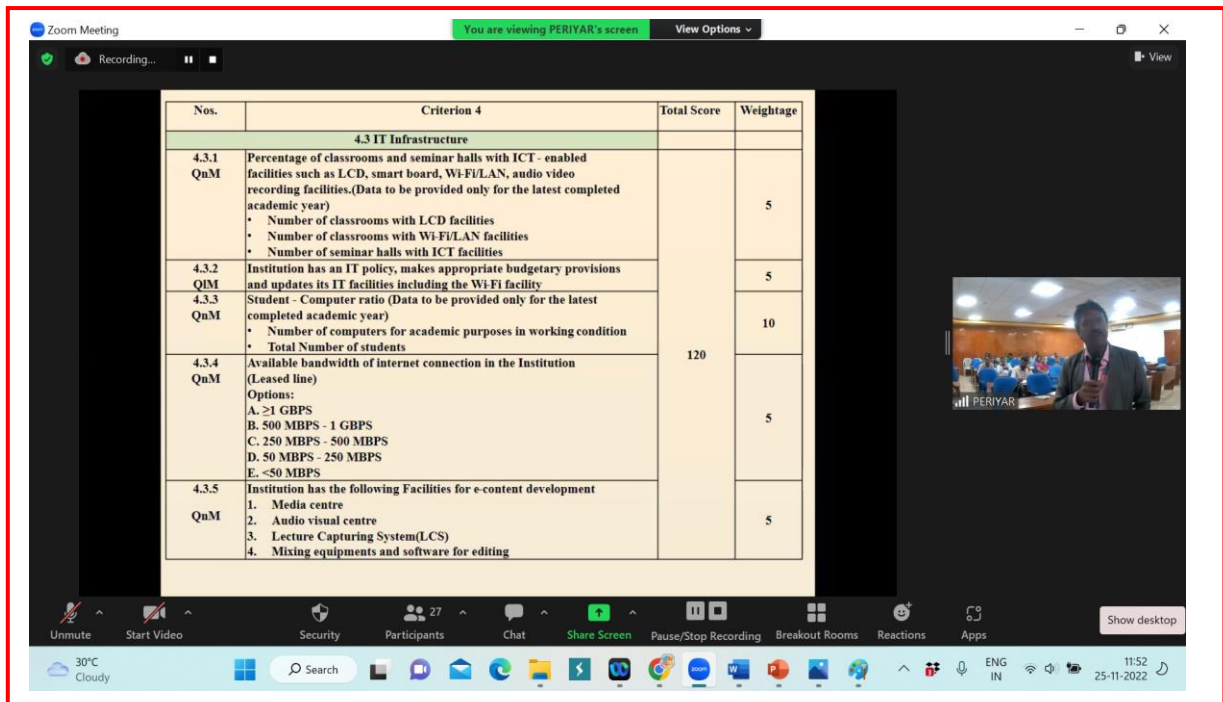 Zoom Meeting
You are viewing PERIYAR's screen
View Options
Recording...
View
Nos.
Criterion 4
Total Score
Weightage
4.3 IT Infrastructure
4.3.1
QnM
Percentage of classrooms and seminar halls with ICT - enabled
facilities such as LCD, smart board, Wi-Fi/LAN, audio video
recording facilities.(Data to be provided only for the latest completed
academic year)
• Number of classrooms with LCD facilities
• Number of classrooms with Wi-Fi/LAN facilities
• Number of seminar halls with ICT facilities
5
4.3.2
QlM
Institution has an IT policy, makes appropriate budgetary provisions
and updates its IT facilities including the Wi-Fi facility
5
4.3.3
QnM
Student - Computer ratio (Data to be provided only for the latest
completed academic year)
• Number of computers for academic purposes in working condition
• Total Number of students
10
120
4.3.4
QnM
Available bandwidth of internet connection in the Institution
(Leased line)
Options:
A. ≥1 GBPS
B. 500 MBPS - 1 GBPS
C. 250 MBPS - 500 MBPS
D. 50 MBPS - 250 MBPS
E. <50 MBPS
5
4.3.5
QnM
Institution has the following Facilities for e-content development
1. Media centre
2. Audio visual centre
3. Lecture Capturing System(LCS)
4. Mixing equipments and software for editing
5
PERIYAR
Unmute
Start Video
Security
27
Participants
Chat
Share Screen
Pause/Stop Recording
Breakout Rooms
Reactions
Apps
Show desktop
30°C
Cloudy
Search
ENG
IN
11:52
25-11-2022